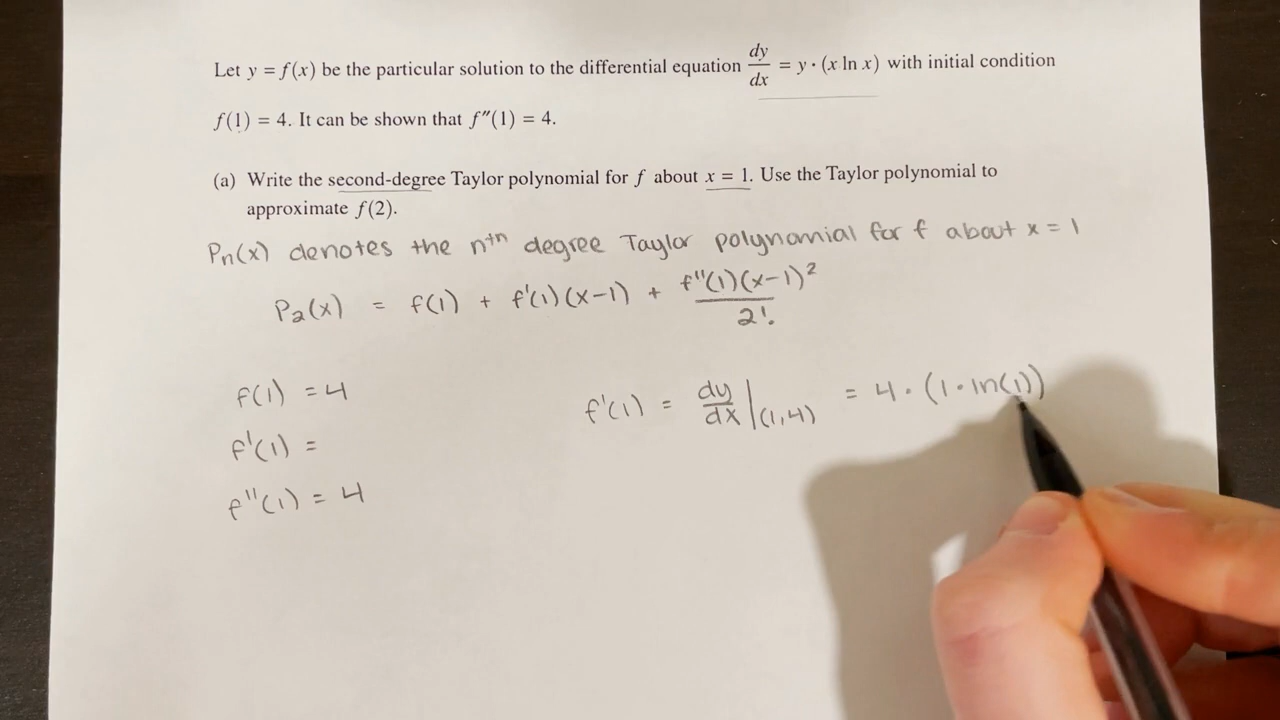 Let y = f(x) be the particular solution to the differential equation dy/dx = y · (x ln x) with initial condition
f(1) = 4. It can be shown that f″(1) = 4.
(a) Write the second-degree Taylor polynomial for f about x = 1. Use the Taylor polynomial to
approximate f(2).
Pn(x) denotes the nth degree Taylor polynomial for f about x = 1
P2(x) = f(1) + f'(1)(x-1) + f''(1)(x-1)²/2!
f(1) = 4
f'(1) =
f''(1) = 4
f'(1) = dy/dx |(1,4) = 4 · (1 · ln(1))